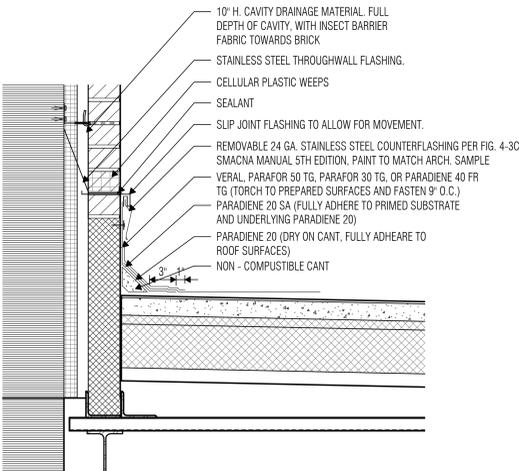 10" H. CAVITY DRAINAGE MATERIAL. FULL
DEPTH OF CAVITY, WITH INSECT BARRIER
FABRIC TOWARDS BRICK
STAINLESS STEEL THROUGHWALL FLASHING.
CELLULAR PLASTIC WEEPS
SEALANT
SLIP JOINT FLASHING TO ALLOW FOR MOVEMENT.
REMOVABLE 24 GA. STAINLESS STEEL COUNTERFLASHING PER FIG. 4-3C
SMACNA MANUAL 5TH EDITION, PAINT TO MATCH ARCH. SAMPLE
VERAL, PARAFOR 50 TG, PARAFOR 30 TG, OR PARADIENE 40 FR
TG (TORCH TO PREPARED SURFACES AND FASTEN 9" O.C.)
PARADIENE 20 SA (FULLY ADHERE TO PRIMED SUBSTRATE
AND UNDERLYING PARADIENE 20)
PARADIENE 20 (DRY ON CANT, FULLY ADHEARE TO
ROOF SURFACES)
NON - COMPUSTIBLE CANT
3" 1"